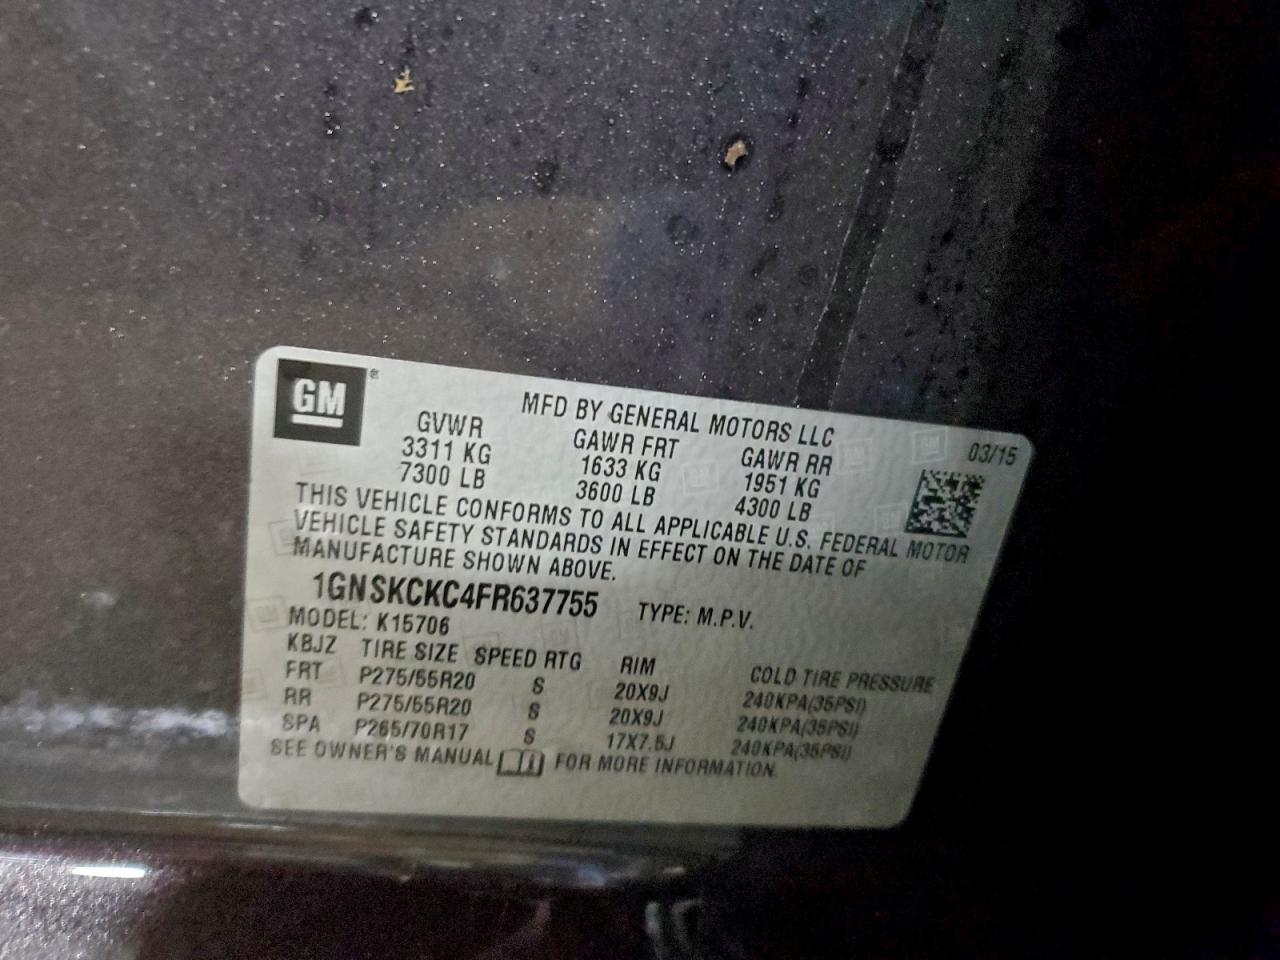 GM®
MFD BY GENERAL MOTORS LLC
03/15
GVWR GAWR FRT GAWR RR
3311 KG 1633 KG 1951 KG
7300 LB 3600 LB 4300 LB
THIS VEHICLE CONFORMS TO ALL APPLICABLE U.S. FEDERAL MOTOR
VEHICLE SAFETY STANDARDS IN EFFECT ON THE DATE OF
MANUFACTURE SHOWN ABOVE.
1GNSKCKC4FR637755 TYPE: M.P.V.
MODEL: K15706
KBJZ TIRE SIZE SPEED RTG RIM COLD TIRE PRESSURE
FRT P275/55R20 S 20X9J 240KPA(35PSI)
RR P275/55R20 S 20X9J 240KPA(35PSI)
SPA P265/70R17 S 17X7.5J 240KPA(35PSI)
SEE OWNER'S MANUAL FOR MORE INFORMATION.